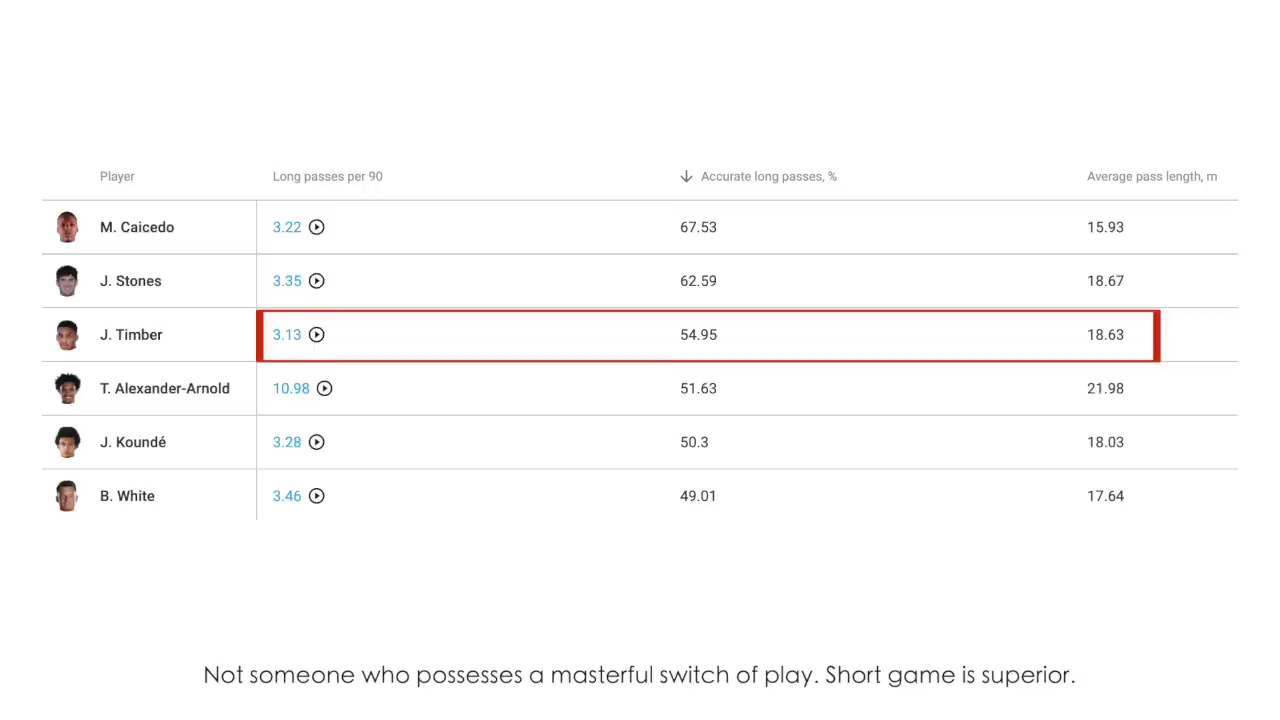 Player Long passes per 90 Accurate long passes, % Average pass length, m
M. Caicedo 3.22 67.53 15.93
J. Stones 3.35 62.59 18.67
J. Timber 3.13 54.95 18.63
T. Alexander-Arnold 10.98 51.63 21.98
J. Koundé 3.28 50.3 18.03
B. White 3.46 49.01 17.64
Not someone who possesses a masterful switch of play. Short game is superior.